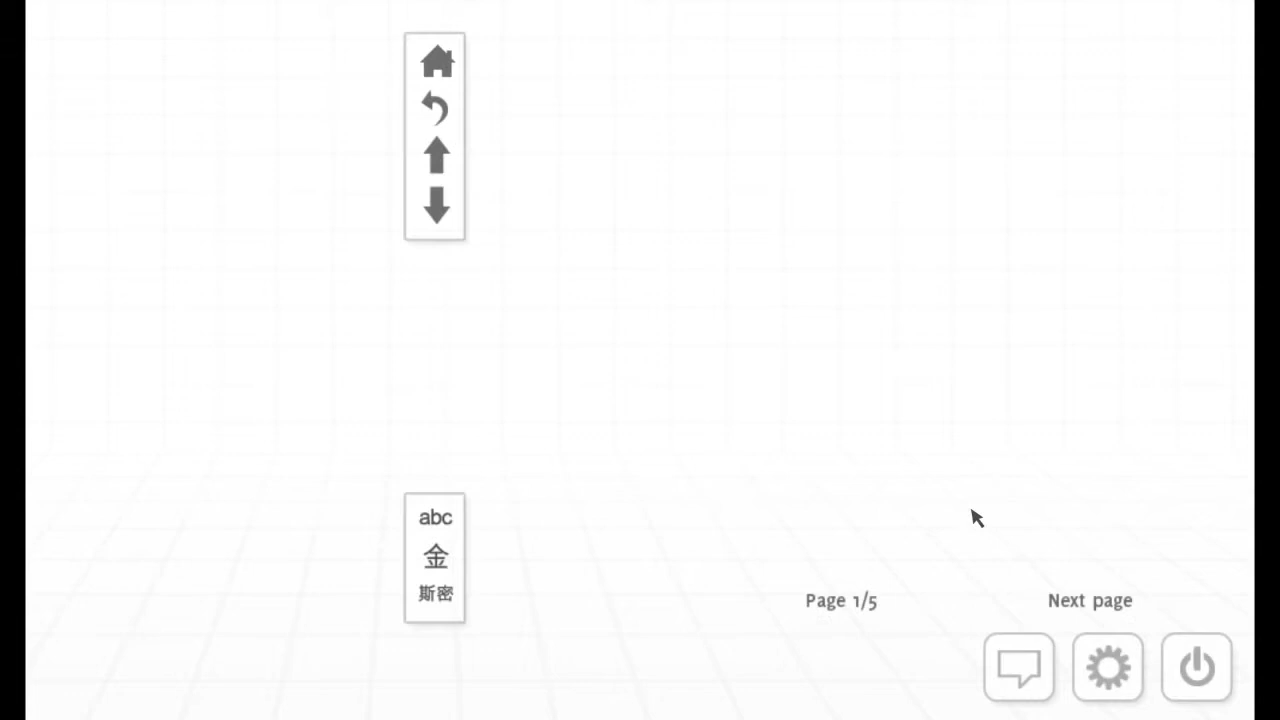 abc
金
斯密
Page 1/5
Next page